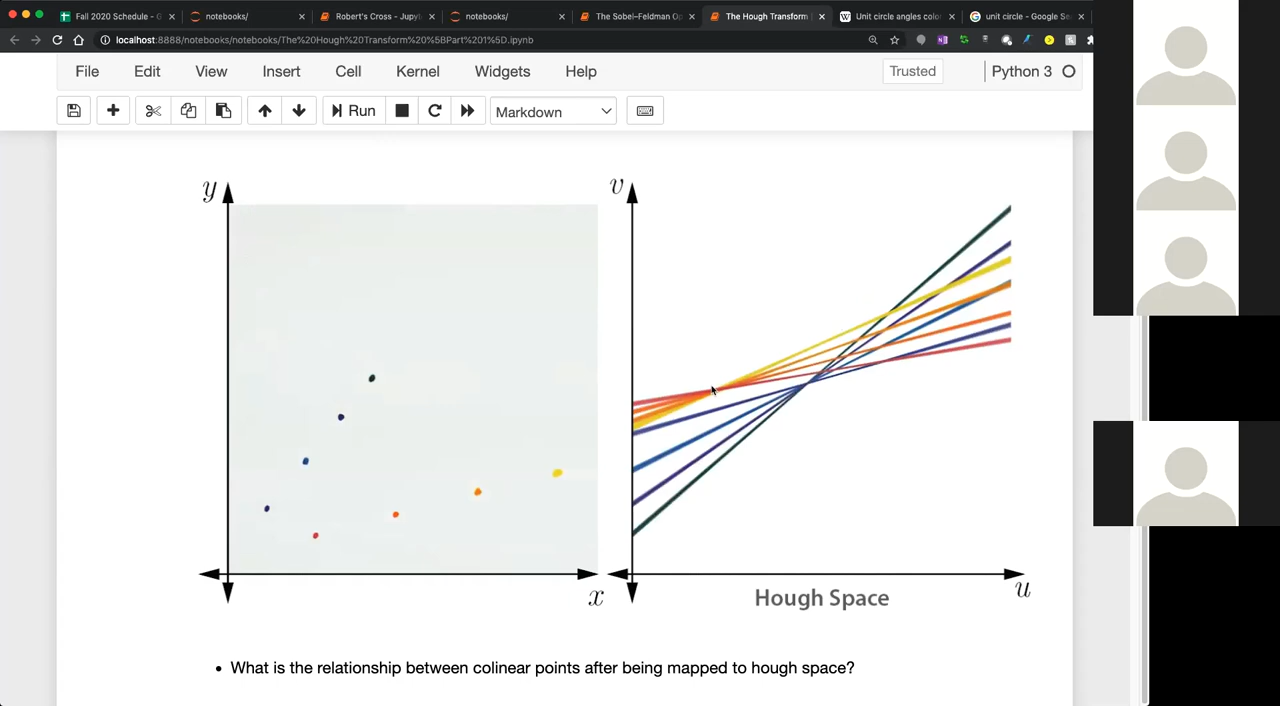 Fall 2020 Schedule - G
notebooks/
Robert's Cross - Jupyt
notebooks/
The Sobel–Feldman Op
The Hough Transform
Unit circle angles color
unit circle - Google Sea
localhost:8888/notebooks/notebooks/The%20Hough%20Transform%20%5BPart%201%5D.ipynb
File Edit View Insert Cell Kernel Widgets Help Trusted Python 3
Run Markdown
y v
x u
Hough Space
• What is the relationship between colinear points after being mapped to hough space?